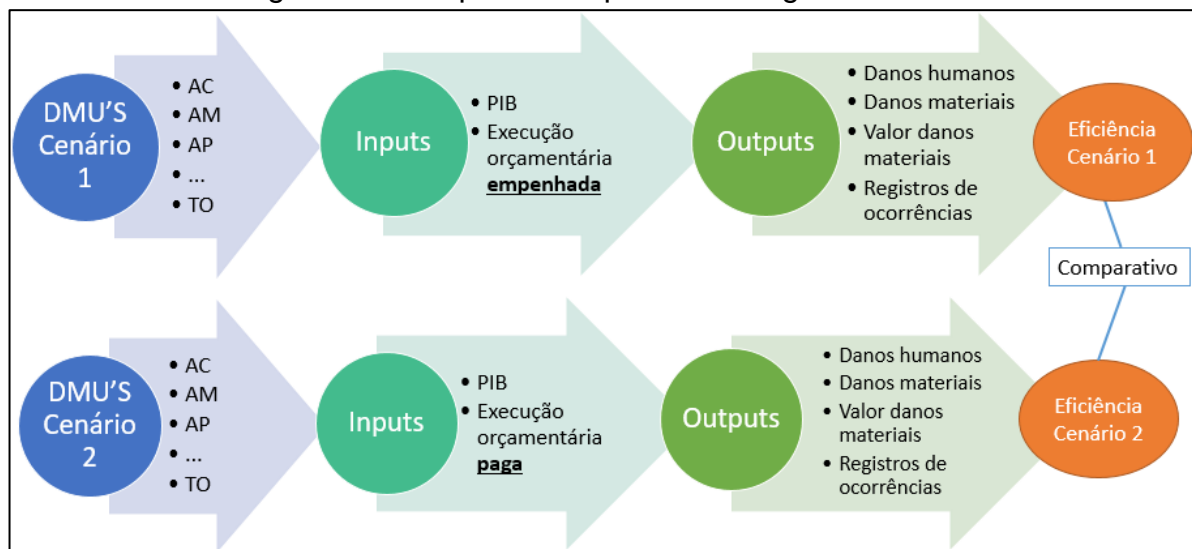 DMU'S
Cenário
1
• AC
• AM
• AP
• ...
• TO
Inputs
• PIB
• Execução
orçamentária
empenhada
Outputs
• Danos humanos
• Danos materiais
• Valor danos
materiais
• Registros de
ocorrências
Eficiência
Cenário 1
Comparativo
DMU'S
Cenário
2
• AC
• AM
• AP
• ...
• TO
Inputs
• PIB
• Execução
orçamentária
paga
Outputs
• Danos humanos
• Danos materiais
• Valor danos
materiais
• Registros de
ocorrências
Eficiência
Cenário 2